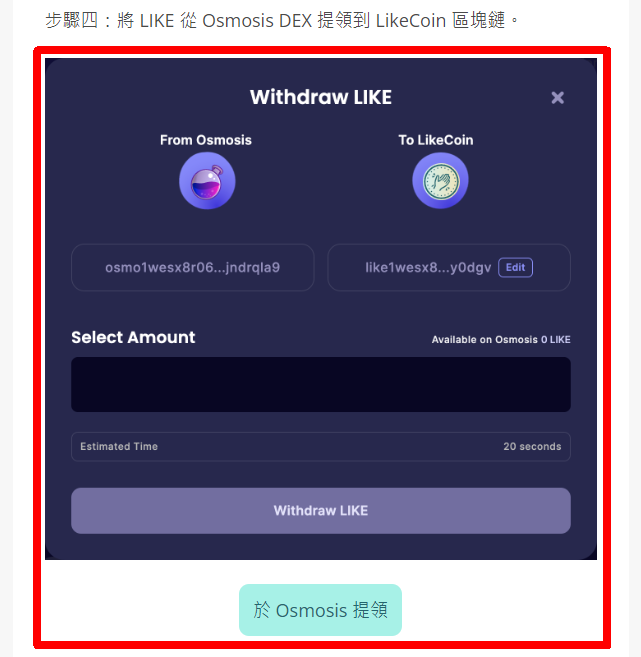 步驟四：將 LIKE 從 Osmosis DEX 提領到 LikeCoin 區塊鏈。
Withdraw LIKE
From Osmosis
To LikeCoin
osmo1wesx8r06...jndrqla9
like1wesx8...y0dgv Edit
Select Amount
Available on Osmosis 0 LIKE
Estimated Time
20 seconds
Withdraw LIKE
於 Osmosis 提領